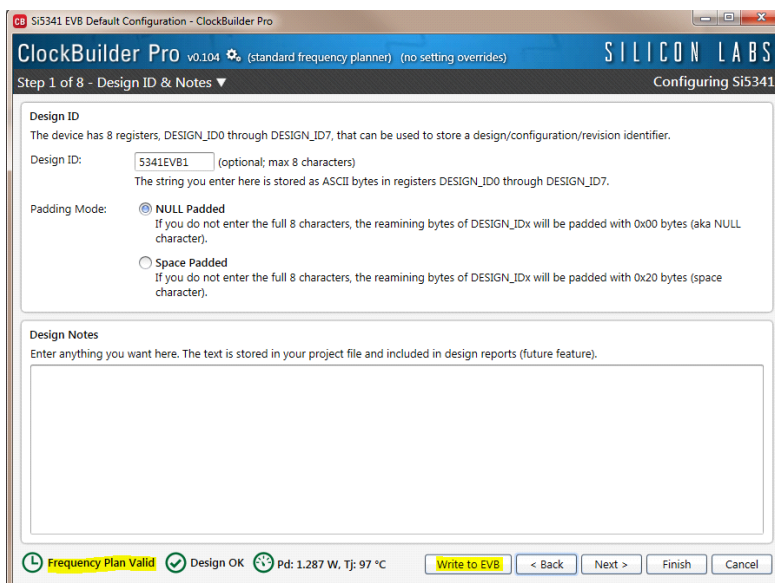 CB Si5341 EVB Default Configuration - ClockBuilder Pro
ClockBuilder Pro v0.104 (standard frequency planner) (no setting overrides) SILICON LABS
Step 1 of 8 - Design ID & Notes ▼ Configuring Si5341
Design ID
The device has 8 registers, DESIGN_ID0 through DESIGN_ID7, that can be used to store a design/configuration/revision identifier.
Design ID: 5341EVB1 (optional; max 8 characters)
The string you enter here is stored as ASCII bytes in registers DESIGN_ID0 through DESIGN_ID7.
Padding Mode: NULL Padded
If you do not enter the full 8 characters, the reamining bytes of DESIGN_IDx will be padded with 0x00 bytes (aka NULL
character).
Space Padded
If you do not enter the full 8 characters, the reamining bytes of DESIGN_IDx will be padded with 0x20 bytes (space
character).
Design Notes
Enter anything you want here. The text is stored in your project file and included in design reports (future feature).
Frequency Plan Valid Design OK Pd: 1.287 W, Tj: 97 °C Write to EVB < Back Next > Finish Cancel